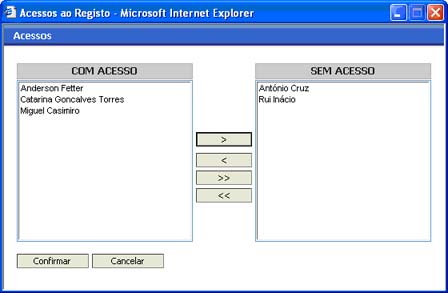 Acessos ao Registo - Microsoft Internet Explorer
Acessos
COM ACESSO
Anderson Fetter
Catarina Goncalves Torres
Miguel Casimiro
>
<
>>
<<
SEM ACESSO
António Cruz
Rui Inácio
Confirmar Cancelar